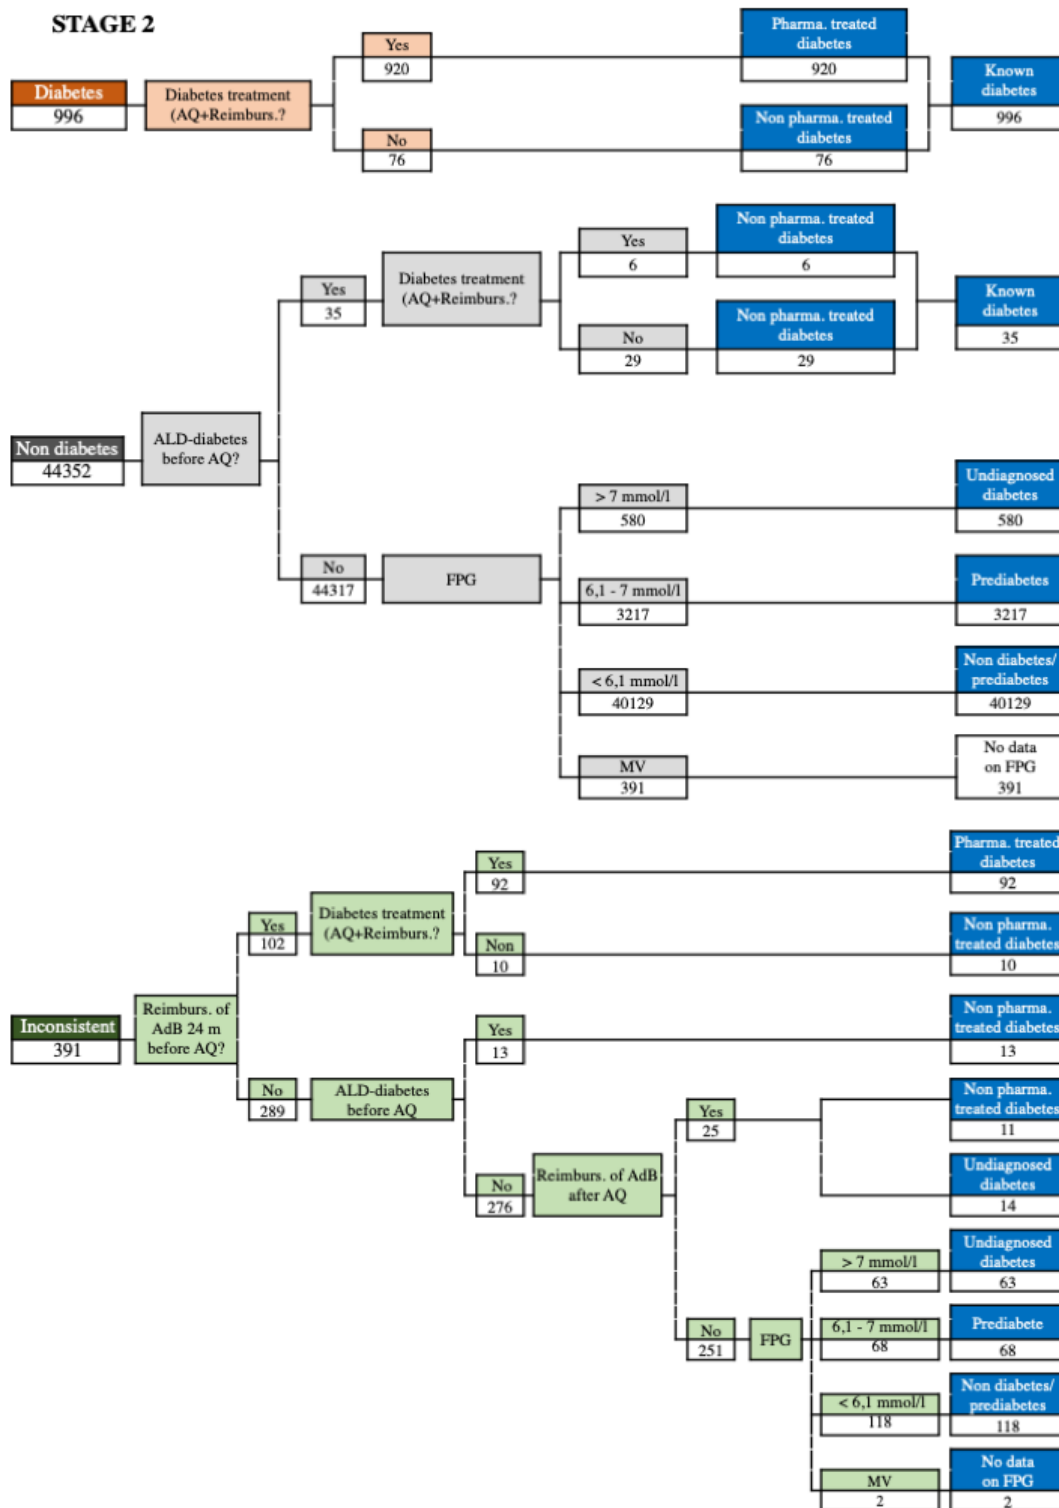 STAGE 2
Diabetes
996
Diabetes treatment
(AQ+Reimburs.?
Yes
920
No
76
Pharma. treated
diabetes
920
Non pharma. treated
diabetes
76
Known
diabetes
996
Non diabetes
44352
ALD-diabetes
before AQ?
Yes
35
Diabetes treatment
(AQ+Reimburs.?
Yes
6
No
29
Non pharma. treated
diabetes
6
Non pharma. treated
diabetes
29
Known
diabetes
35
No
44317
FPG
> 7 mmol/l
580
Undiagnosed
diabetes
580
6,1 - 7 mmol/l
3217
Prediabetes
3217
< 6,1 mmol/l
40129
Non diabetes/
prediabetes
40129
MV
391
No data
on FPG
391
Inconsistent
391
Reimburs. of
AdB 24 m
before AQ?
Yes
102
Diabetes treatment
(AQ+Reimburs.?
Yes
92
Pharma. treated
diabetes
92
Non
10
Non pharma.
treated diabetes
10
No
289
ALD-diabetes
before AQ
Yes
13
Non pharma.
treated diabetes
13
No
276
Reimburs. of AdB
after AQ
Yes
25
Non pharma.
treated diabetes
11
Undiagnosed
diabetes
14
No
251
FPG
> 7 mmol/l
63
Undiagnosed
diabetes
63
6,1 - 7 mmol/l
68
Prediabete
68
< 6,1 mmol/l
118
Non diabetes/
prediabetes
118
MV
2
No data
on FPG
2